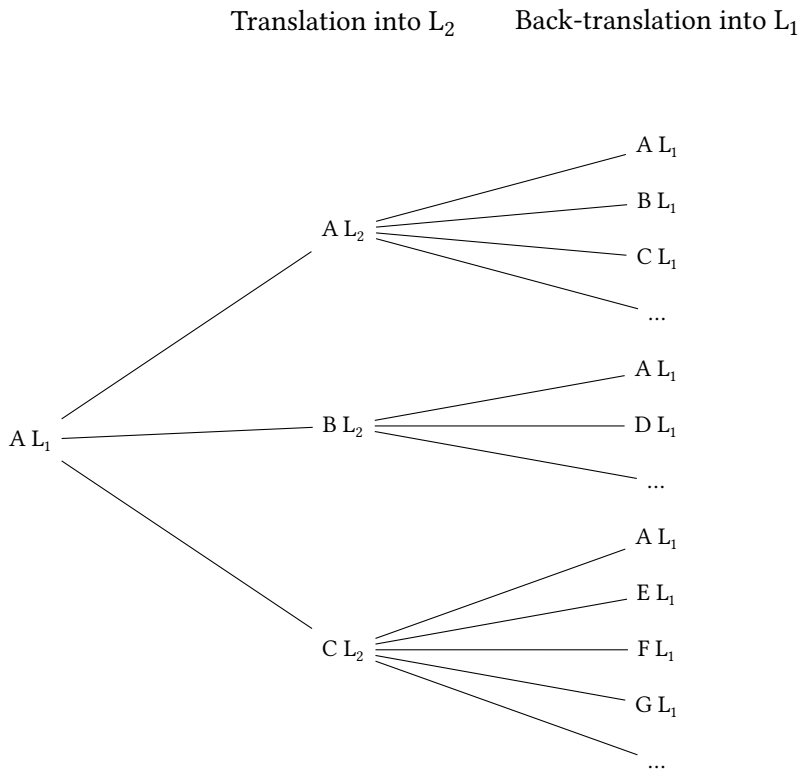 Translation into L₂ Back-translation into L₁
A L₁
B L₁
A L₂
C L₁
...
A L₁
B L₂
D L₁
A L₁
...
A L₁
E L₁
C L₂
F L₁
G L₁
...